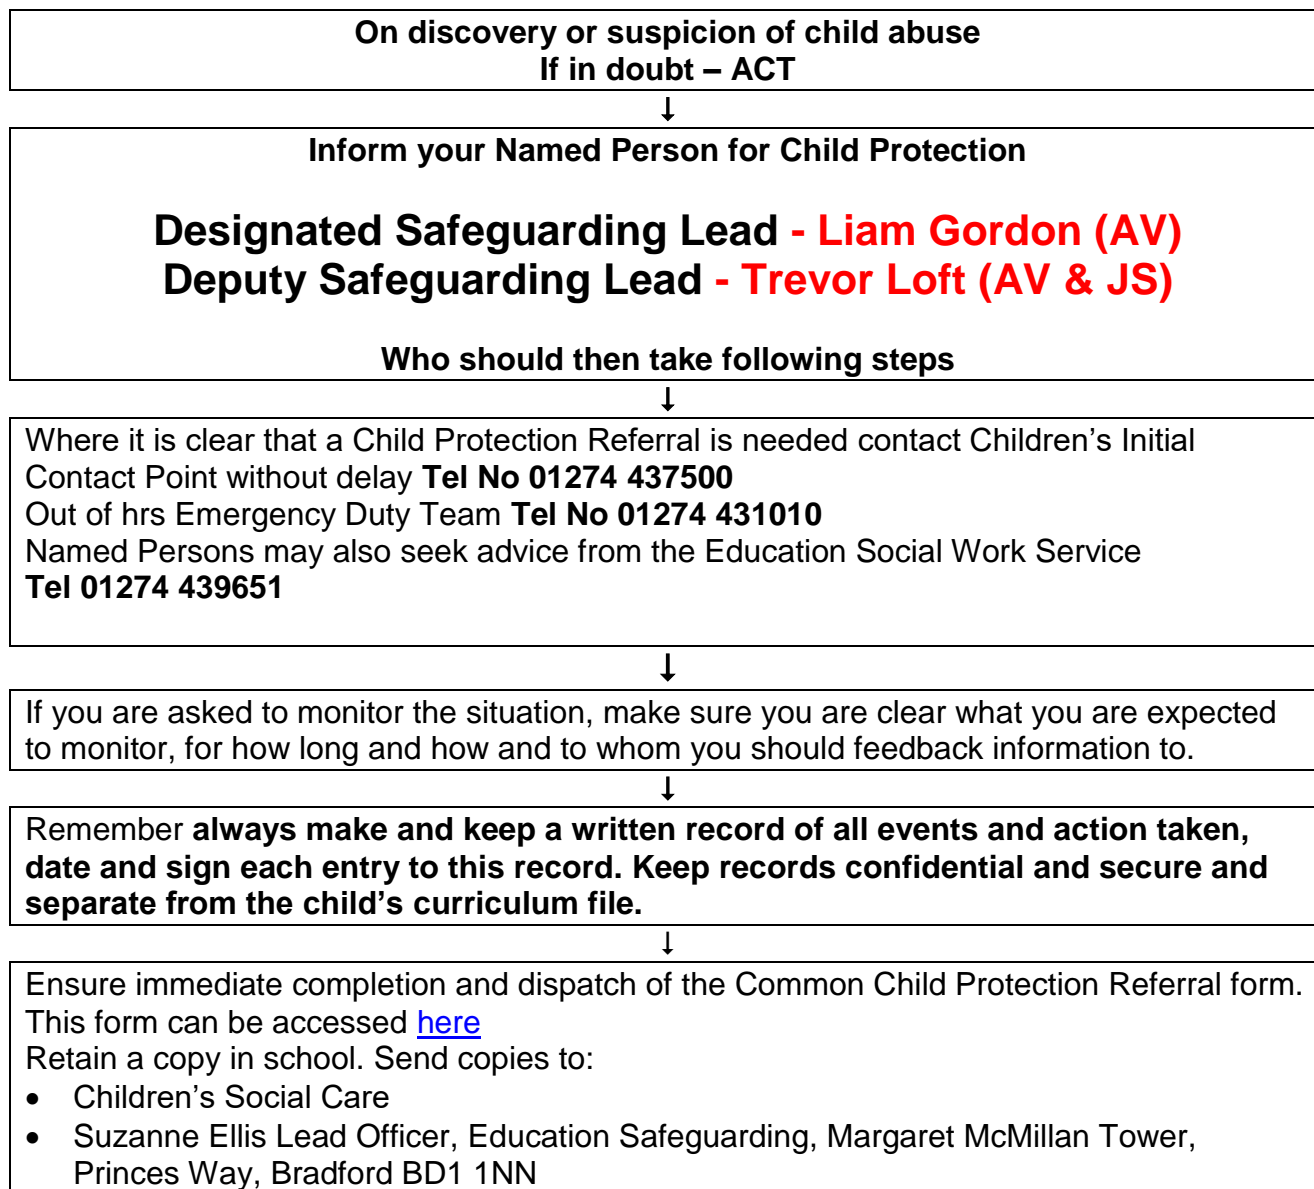 On discovery or suspicion of child abuse
If in doubt – ACT
Inform your Named Person for Child Protection
Designated Safeguarding Lead - Liam Gordon (AV)
Deputy Safeguarding Lead - Trevor Loft (AV & JS)
Who should then take following steps
Where it is clear that a Child Protection Referral is needed contact Children’s Initial
Contact Point without delay Tel No 01274 437500
Out of hrs Emergency Duty Team Tel No 01274 431010
Named Persons may also seek advice from the Education Social Work Service
Tel 01274 439651
If you are asked to monitor the situation, make sure you are clear what you are expected
to monitor, for how long and how and to whom you should feedback information to.
Remember always make and keep a written record of all events and action taken,
date and sign each entry to this record. Keep records confidential and secure and
separate from the child’s curriculum file.
Ensure immediate completion and dispatch of the Common Child Protection Referral form.
This form can be accessed here
Retain a copy in school. Send copies to:
• Children’s Social Care
• Suzanne Ellis Lead Officer, Education Safeguarding, Margaret McMillan Tower,
Princes Way, Bradford BD1 1NN